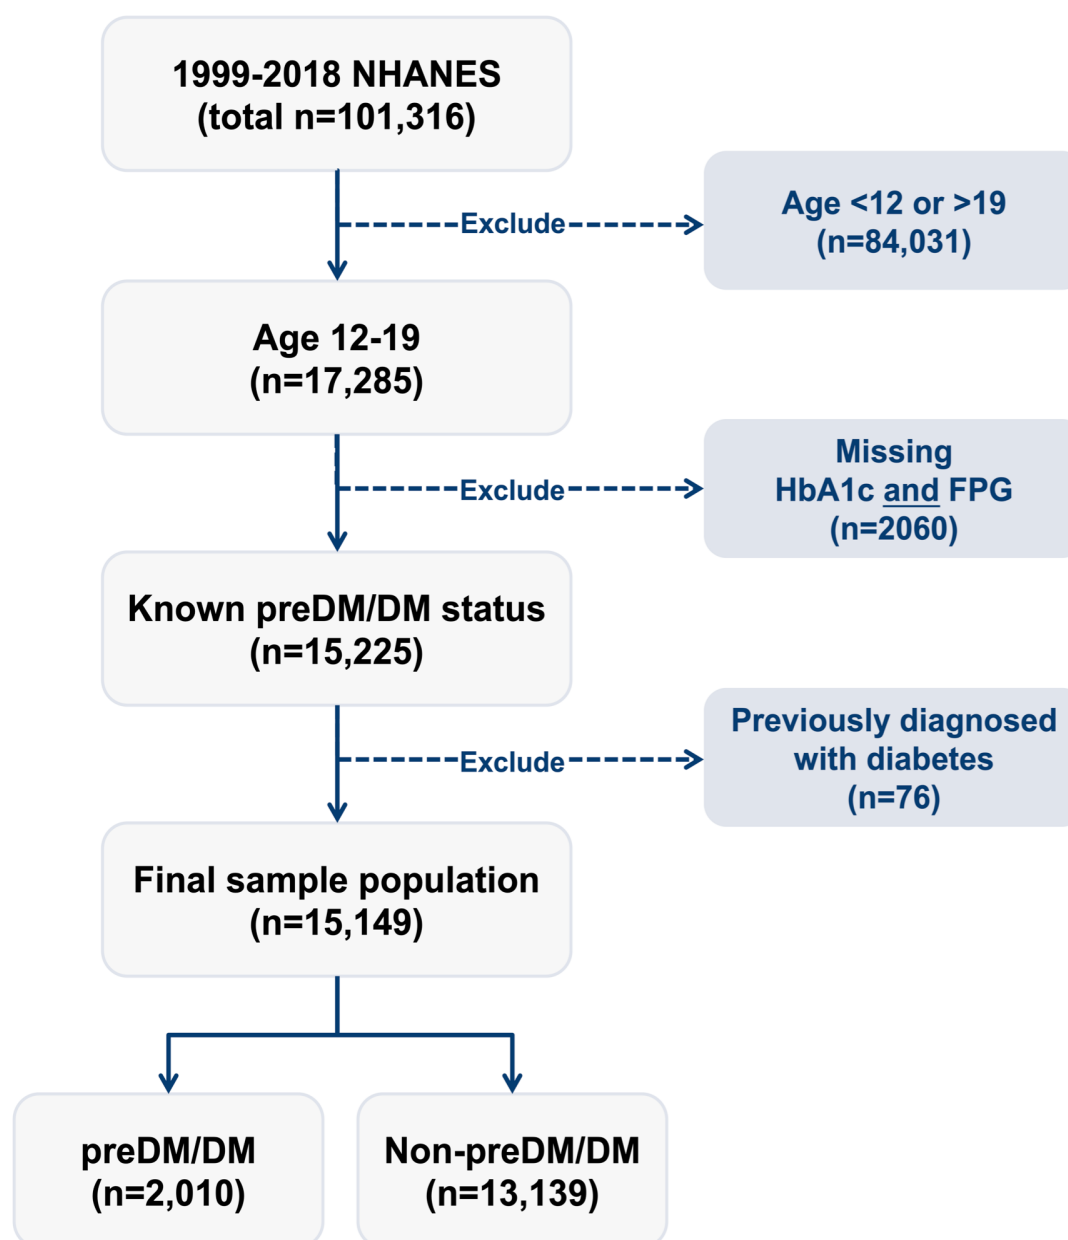 1999-2018 NHANES
(total n=101,316)
Exclude
Age <12 or >19
(n=84,031)
Age 12-19
(n=17,285)
Exclude
Missing
HbA1c and FPG
(n=2060)
Known preDM/DM status
(n=15,225)
Exclude
Previously diagnosed
with diabetes
(n=76)
Final sample population
(n=15,149)
preDM/DM
(n=2,010)
Non-preDM/DM
(n=13,139)